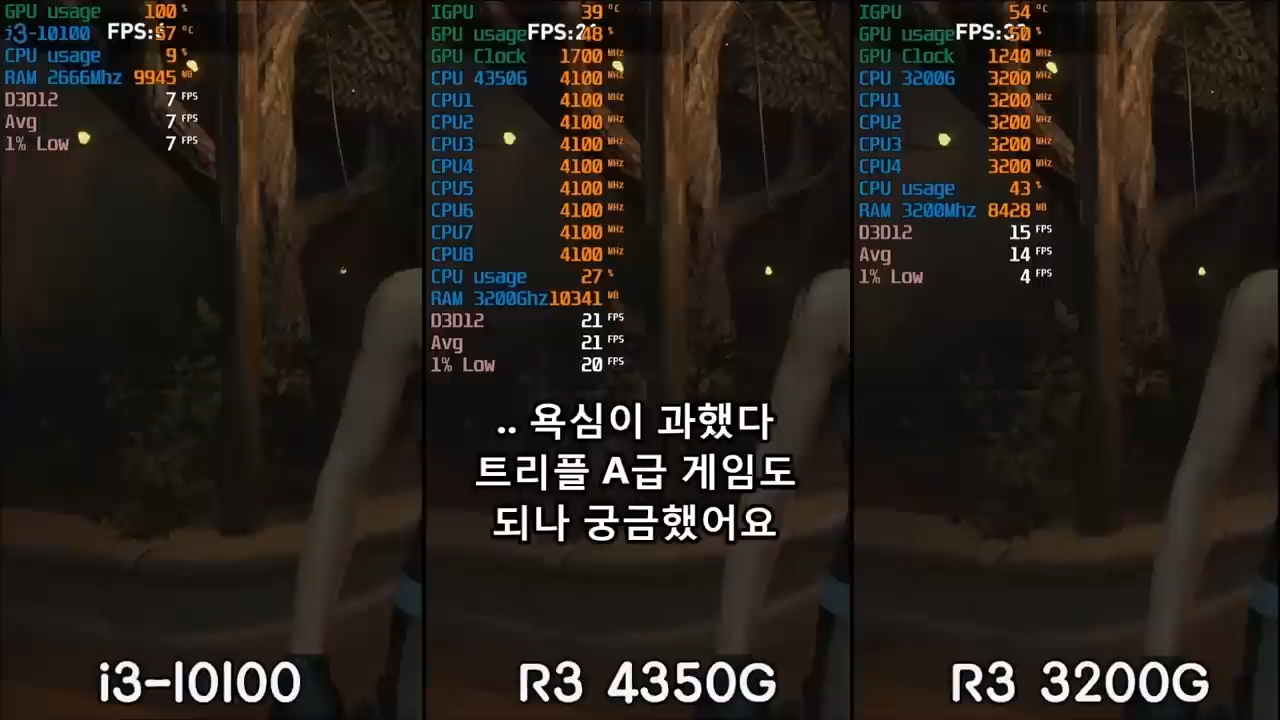 GPU usage 100 %
i3-10100 57 °C
FPS:
CPU usage 9 %
RAM 2666Mhz 9945 MB
D3D12 7 FPS
Avg 7 FPS
1% Low 7 FPS
IGPU 39 °C
GPU usage 48 %
FPS:2
GPU Clock 1700 MHz
CPU 4350G 4100 MHz
CPU1 4100 MHz
CPU2 4100 MHz
CPU3 4100 MHz
CPU4 4100 MHz
CPU5 4100 MHz
CPU6 4100 MHz
CPU7 4100 MHz
CPU8 4100 MHz
CPU usage 27 %
RAM 3200Ghz 10341 MB
D3D12 21 FPS
Avg 21 FPS
1% Low 20 FPS
IGPU 54 °C
GPU usage 50 %
FPS:3
GPU Clock 1240 MHz
CPU 3200G 3200 MHz
CPU1 3200 MHz
CPU2 3200 MHz
CPU3 3200 MHz
CPU4 3200 MHz
CPU usage 43 %
RAM 3200Mhz 8428 MB
D3D12 15 FPS
Avg 14 FPS
1% Low 4 FPS
.. 욕심이 과했다
트리플 A급 게임도
되나 궁금했어요
i3-10100
R3 4350G
R3 3200G